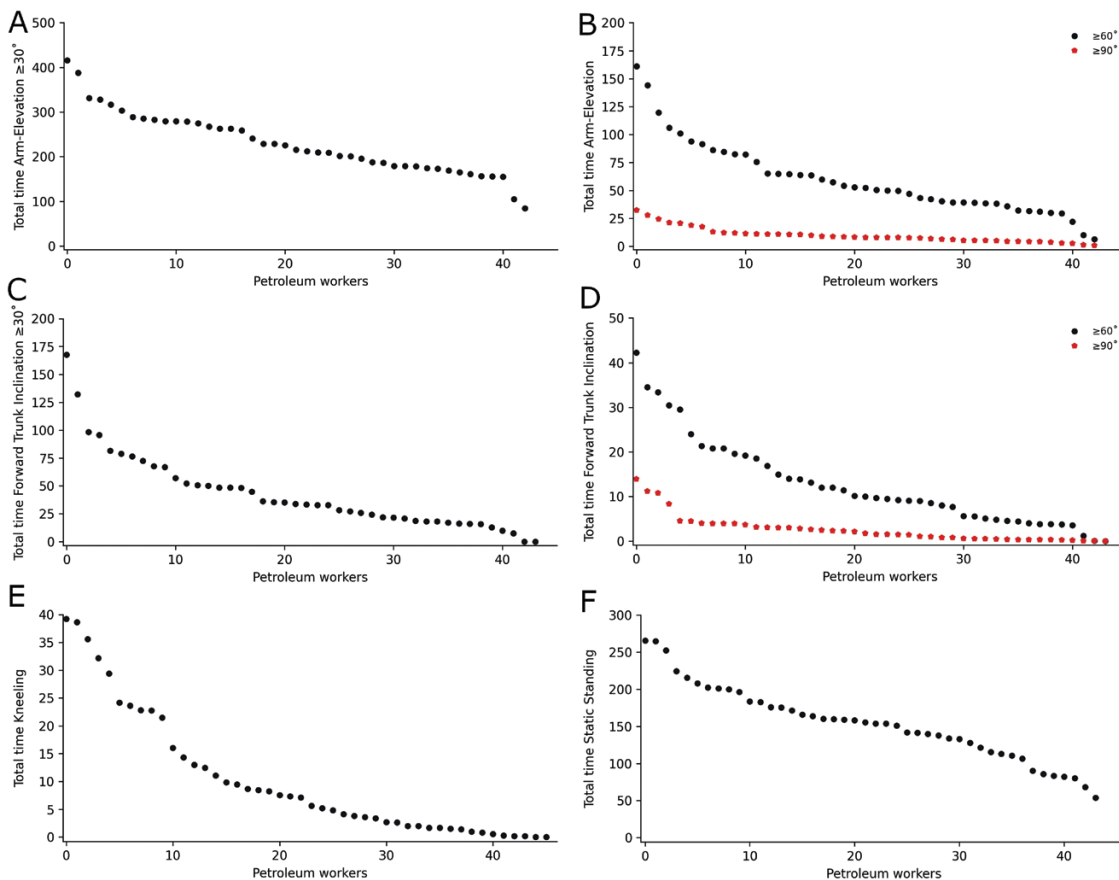 A
Total time Arm-Elevation ≥30˚
500
400
300
200
100
0
0 10 20 30 40
Petroleum workers
B
Total time Arm-Elevation
200
175
150
125
100
75
50
25
0
0 10 20 30 40
Petroleum workers
≥60˚
≥90˚
C
Total time Forward Trunk Inclination ≥30˚
200
175
150
125
100
75
50
25
0
0 10 20 30 40
Petroleum workers
D
Total time Forward Trunk Inclination
50
40
30
20
10
0
0 10 20 30 40
Petroleum workers
≥60˚
≥90˚
E
Total time Kneeling
40
35
30
25
20
15
10
5
0
0 10 20 30 40
Petroleum workers
F
Total time Static Standing
300
250
200
150
100
50
0
0 10 20 30 40
Petroleum workers